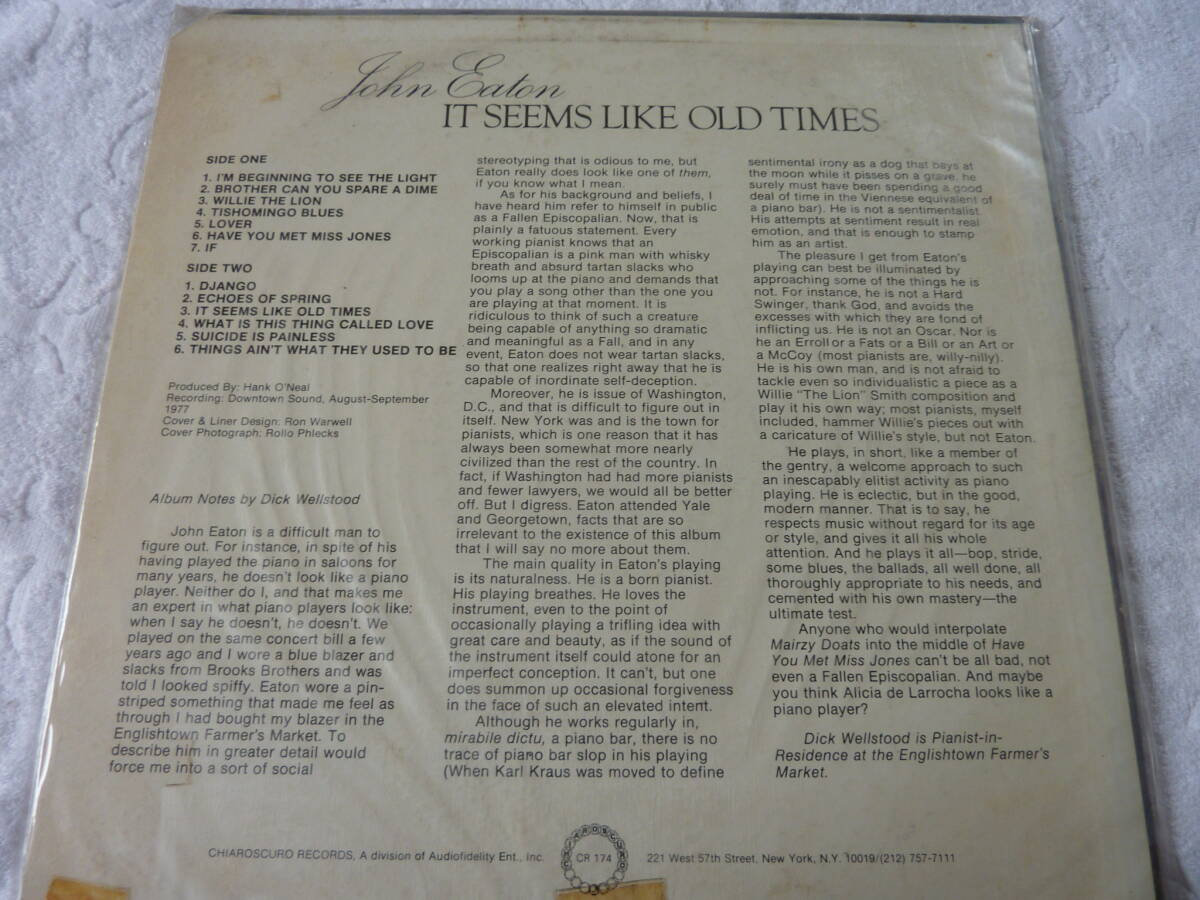 John Eaton
IT SEEMS LIKE OLD TIMES
SIDE ONE
1. I'M BEGINNING TO SEE THE LIGHT
2. BROTHER CAN YOU SPARE A DIME
3. WILLIE THE LION
4. TISHOMINGO BLUES
5. LOVER
6. HAVE YOU MET MISS JONES
7. IF
SIDE TWO
1. DJANGO
2. ECHOES OF SPRING
3. IT SEEMS LIKE OLD TIMES
4. WHAT IS THIS THING CALLED LOVE
5. SUICIDE IS PAINLESS
6. THINGS AIN'T WHAT THEY USED TO BE
Produced By: Hank O'Neal
Recording: Downtown Sound, August-September
1977
Cover & Liner Design: Ron Warwell
Cover Photograph: Rollo Phlecks
Album Notes by Dick Wellstood
John Eaton is a difficult man to
figure out. For instance, in spite of his
having played the piano in saloons for
many years, he doesn't look like a piano
player. Neither do I, and that makes me
an expert in what piano players look like:
when I say he doesn't, he doesn't. We
played on the same concert bill a few
years ago and I wore a blue blazer and
slacks from Brooks Brothers and was
told I looked spiffy. Eaton wore a pin-
striped something that made me feel as
through I had bought my blazer in the
Englishtown Farmer's Market. To
describe him in greater detail would
force me into a sort of social
stereotyping that is odious to me, but
Eaton really does look like one of them,
if you know what I mean.
As for his background and beliefs, I
have heard him refer to himself in public
as a Fallen Episcopalian. Now, that is
plainly a fatuous statement. Every
working pianist knows that an
Episcopalian is a pink man with whisky
breath and absurd tartan slacks who
looms up at the piano and demands that
you play a song other than the one you
are playing at that moment. It is
ridiculous to think of such a creature
being capable of anything so dramatic
and meaningful as a Fall, and in any
event, Eaton does not wear tartan slacks,
so that one realizes right away that he is
capable of inordinate self-deception.
Moreover, he is issue of Washington,
D.C., and that is difficult to figure out in
itself. New York was and is the town for
pianists, which is one reason that it has
always been somewhat more nearly
civilized than the rest of the country. In
fact, if Washington had had more pianists
and fewer lawyers, we would all be better
off. But I digress. Eaton attended Yale
and Georgetown, facts that are so
irrelevant to the existence of this album
that I will say no more about them.
The main quality in Eaton's playing
is its naturalness. He is a born pianist.
His playing breathes. He loves the
instrument, even to the point of
occasionally playing a trifling idea with
great care and beauty, as if the sound of
the instrument itself could atone for an
imperfect conception. It can't, but one
does summon up occasional forgiveness
in the face of such an elevated intent.
Although he works regularly in,
mirabile dictu, a piano bar, there is no
trace of piano bar slop in his playing
(When Karl Kraus was moved to define
sentimental irony as a dog that bays at
the moon while it pisses on a grave, he
surely must have been spending a good
deal of time in the Viennese equivalent of
a piano bar). He is not a sentimentalist.
His attempts at sentiment result in real
emotion, and that is enough to stamp
him as an artist.
The pleasure I get from Eaton's
playing can best be illuminated by
approaching some of the things he is
not. For instance, he is not a Hard
Swinger, thank God, and avoids the
excesses with which they are fond of
inflicting us. He is not an Oscar. Nor is
he an Erroll or a Fats or a Bill or an Art or
a McCoy (most pianists are, willy-nilly).
He is his own man, and is not afraid to
tackle even so individualistic a piece as a
Willie "The Lion" Smith composition and
play it his own way; most pianists, myself
included, hammer Willie's pieces out with
a caricature of Willie's style, but not Eaton.
He plays, in short, like a member of
the gentry, a welcome approach to such
an inescapably elitist activity as piano
playing. He is eclectic, but in the good,
modern manner. That is to say, he
respects music without regard for its age
or style, and gives it all his whole
attention. And he plays it all—bop, stride,
some blues, the ballads, all well done, all
thoroughly appropriate to his needs, and
cemented with his own mastery—the
ultimate test.
Anyone who would interpolate
Mairzy Doats into the middle of Have
You Met Miss Jones can't be all bad, not
even a Fallen Episcopalian. And maybe
you think Alicia de Larrocha looks like a
piano player?
Dick Wellstood is Pianist-in-
Residence at the Englishtown Farmer's
Market.
CHIAROSCURO RECORDS, A division of Audiofidelity Ent., Inc.
CHIAROSCURO
CR 174
221 West 57th Street, New York, N.Y. 10019/(212) 757-7111